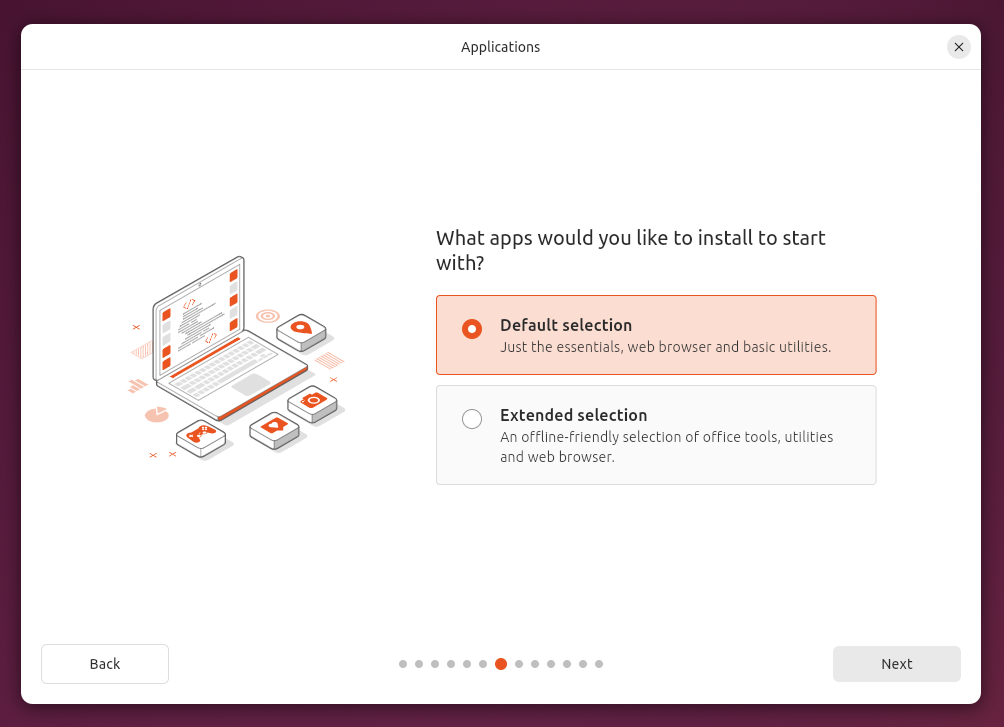 Applications
What apps would you like to install to start
with?
Default selection
Just the essentials, web browser and basic utilities.
Extended selection
An offline-friendly selection of office tools, utilities
and web browser.
Back
Next